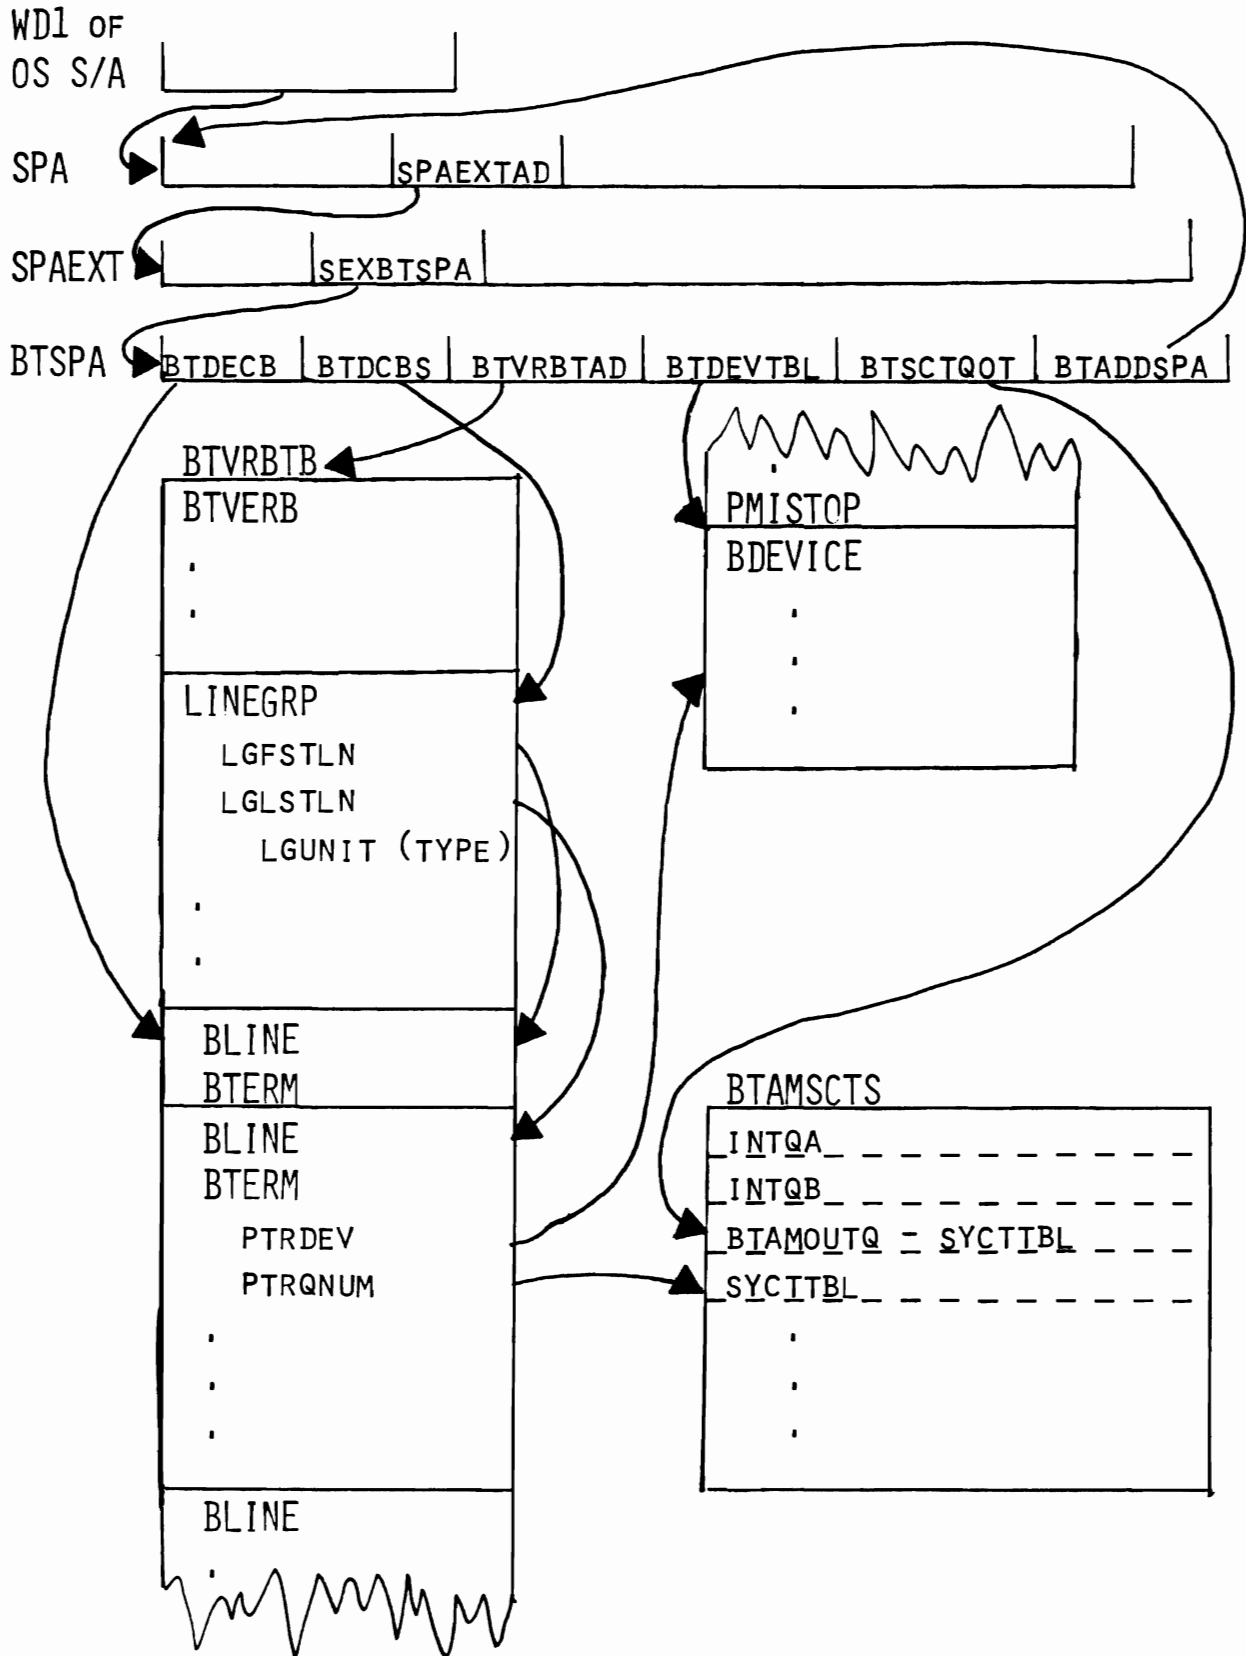 WD1 OF
OS S/A
SPA
SPAEXTAD
SPAEXT
SEXBTSPA
BTSPA
BTDECB
BTDCBS
BTVRBTAD
BTDEVTBL
BTSCTQOT
BTADDSPA
BTVRBTB
BTVERB
LINEGRP
LGFSTLN
LGLSTLN
LGUNIT (TYPE)
BLINE
BTERM
BLINE
BTERM
PTRDEV
PTRQNUM
BLINE
PMISTOP
BDEVICE
BTAMSCTS
INTQA
INTQB
BTAMOUTQ - SYCTTBL
SYCTTBL